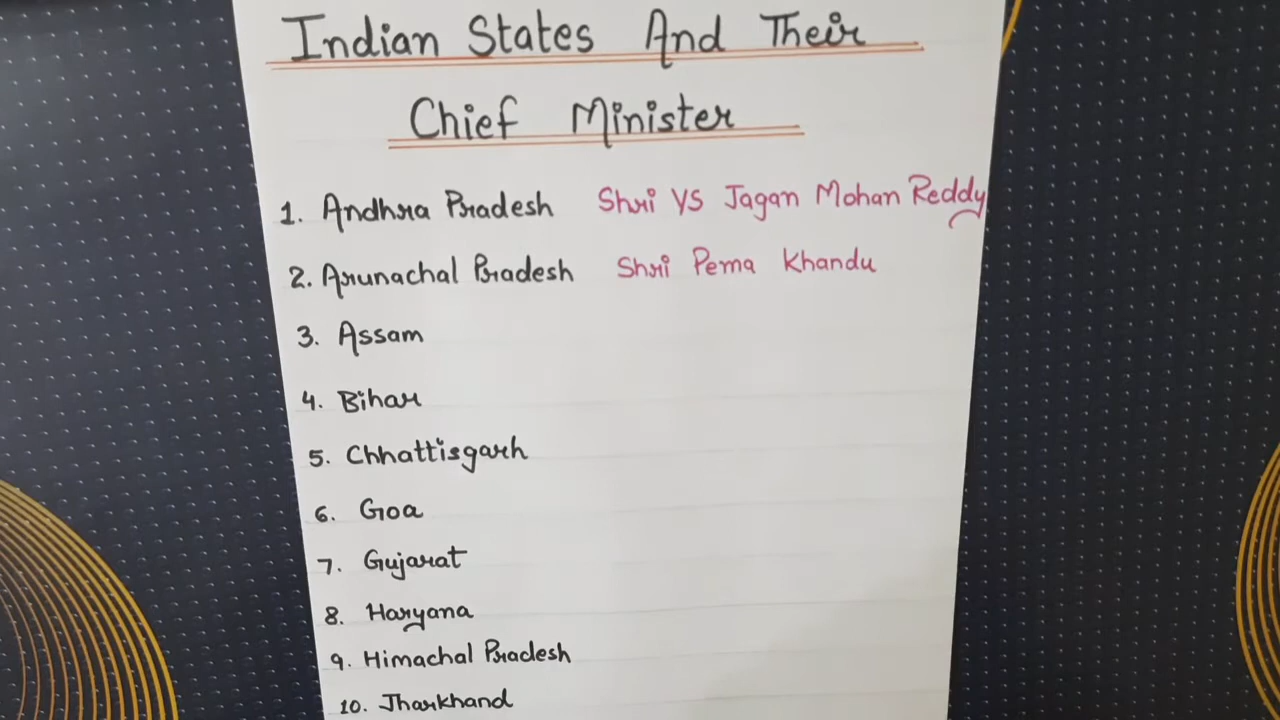 Indian States And Their
Chief Minister
1. Andhra Pradesh Shri YS Jagan Mohan Reddy
2. Arunachal Pradesh Shri Pema Khandu
3. Assam
4. Bihar
5. Chhattisgarh
6. Goa
7. Gujarat
8. Haryana
9. Himachal Pradesh
10. Jharkhand